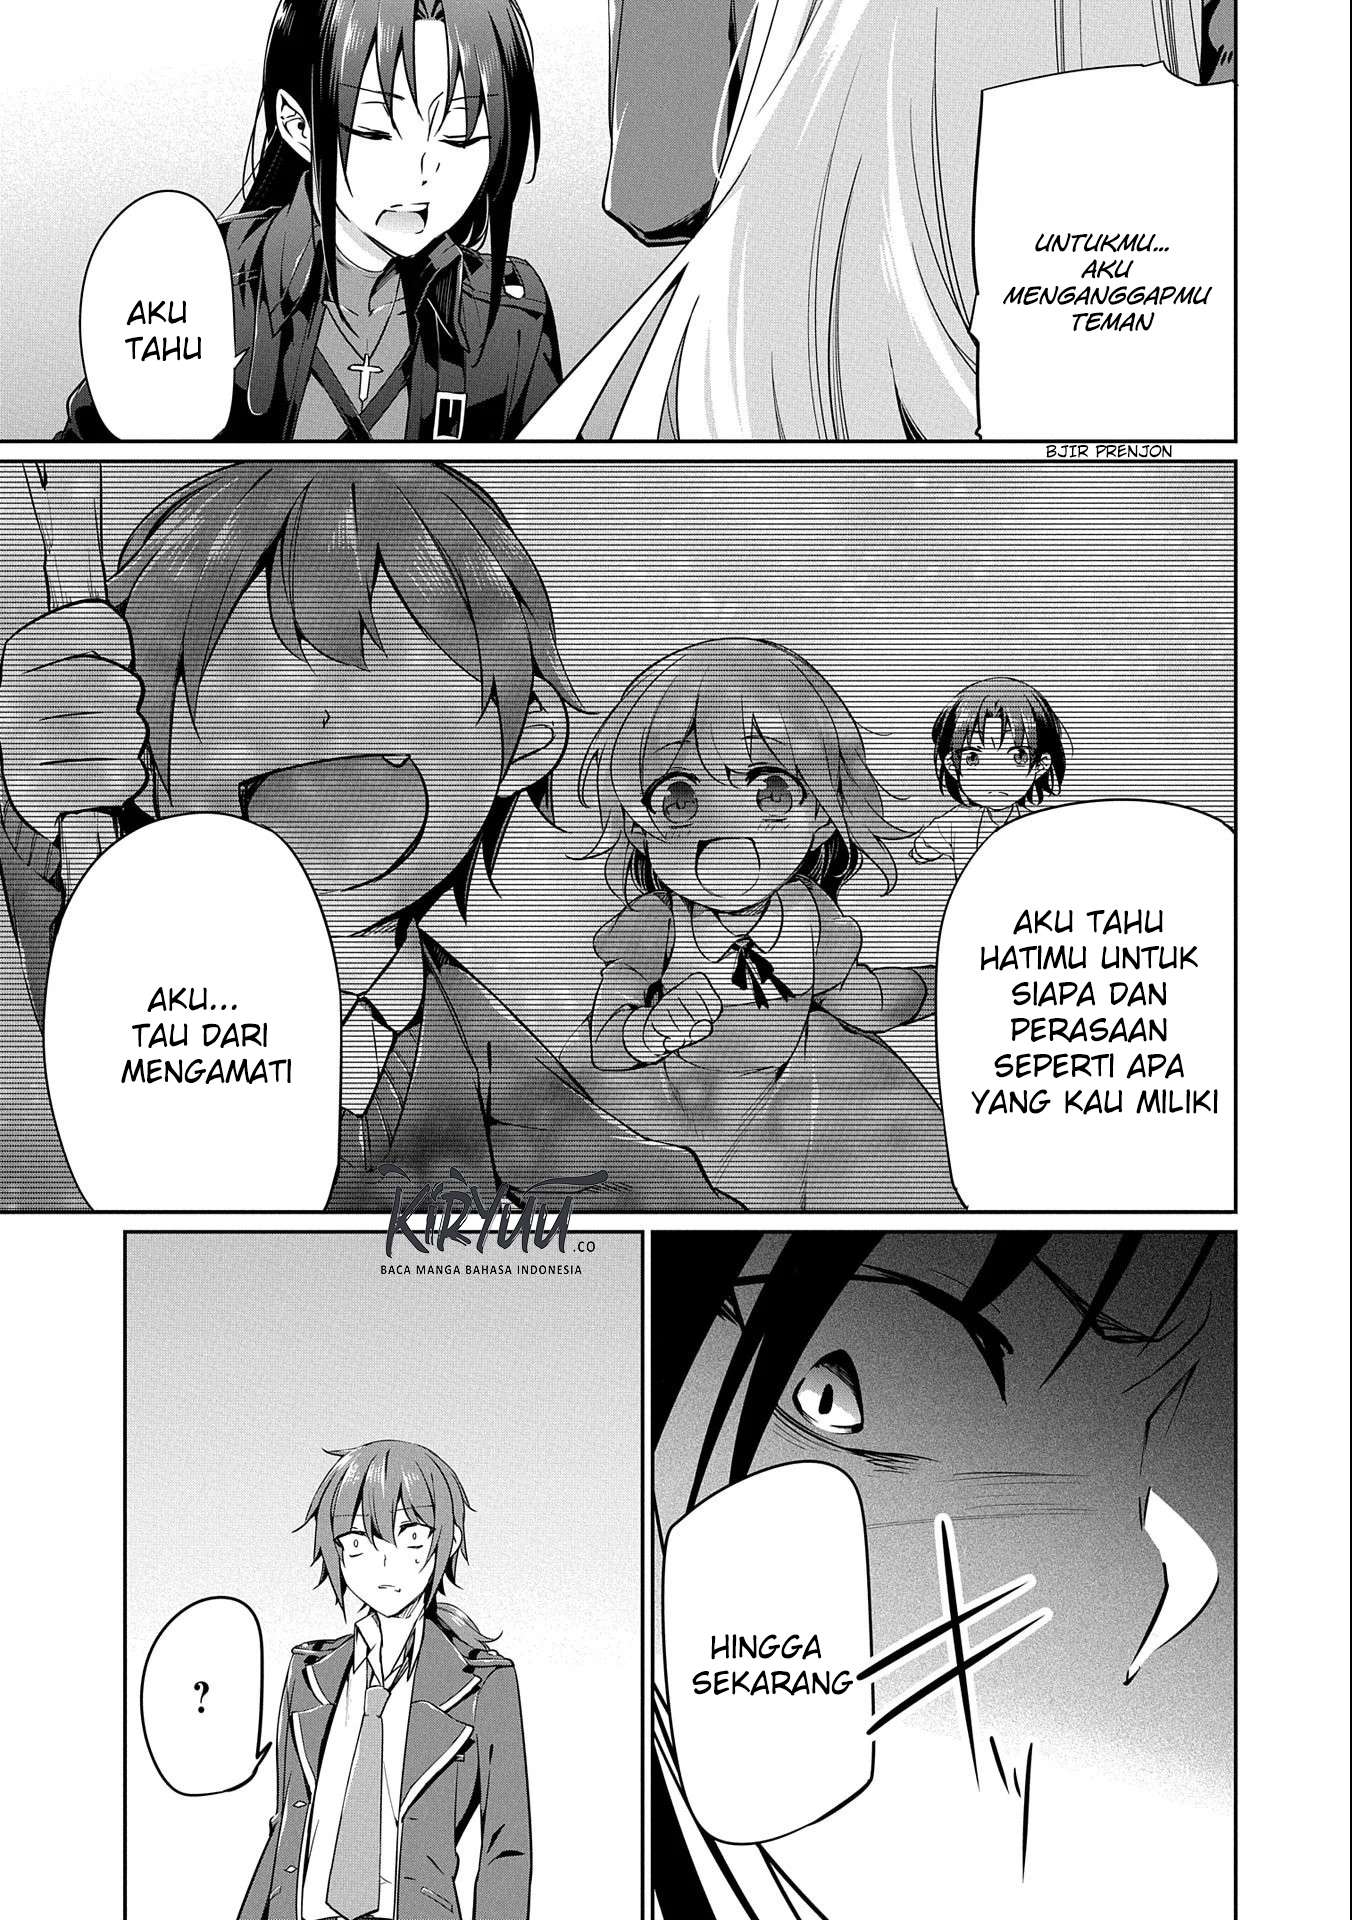 UNTUKMU...
AKU
MENGANGGAPMU
TEMAN
AKU
TAHU
BJIR PRENJON
AKU TAHU
HATIMU UNTUK
SIAPA DAN
PERASAAN
SEPERTI APA
YANG KAU MILIKI
AKU...
TAU DARI
MENGAMATI
KIRYUU
.CO
BACA MANGA BAHASA INDONESIA
HINGGA
SEKARANG
?